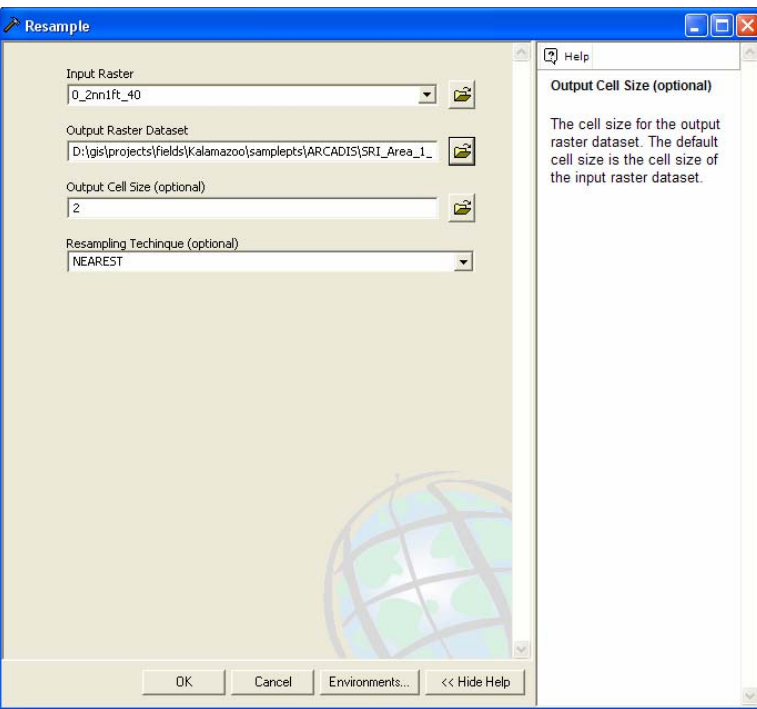 Resample
Input Raster
0_2nn1ft_40
Output Raster Dataset
D:\gis\projects\fields\Kalamazoo\samplepts\ARCADIS\SRI_Area_1_
Output Cell Size (optional)
2
Resampling Techinque (optional)
NEAREST
OK
Cancel
Environments...
<< Hide Help
Help
Output Cell Size (optional)
The cell size for the output
raster dataset. The default
cell size is the cell size of
the input raster dataset.